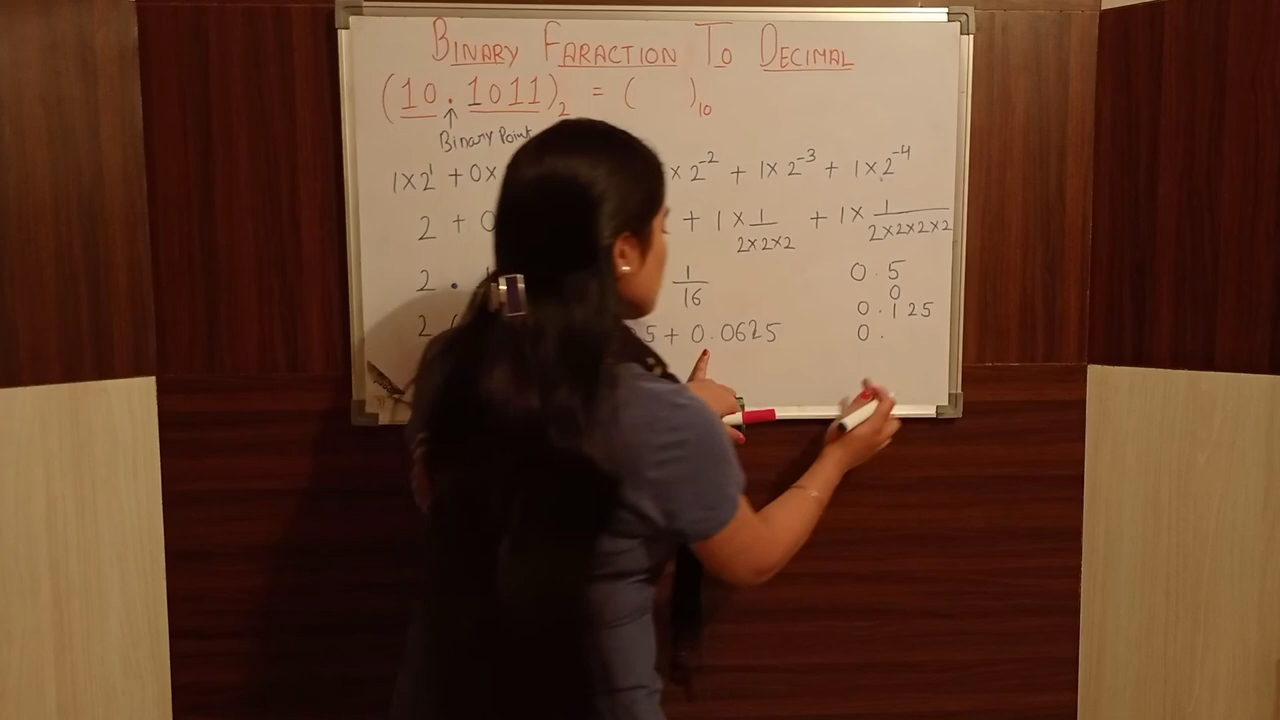 BINARY FARACTION TO DECIMAL
(10.1011)₂ = ( )₁₀
↑
Binary Point
1×2¹ + 0× ×2⁻² + 1×2⁻³ + 1×2⁻⁴
2 + 0 + 1×1/2×2×2 + 1×1/2×2×2×2
2 . 1/16
2 5 + 0.0625
0.5
0
0.125
0.